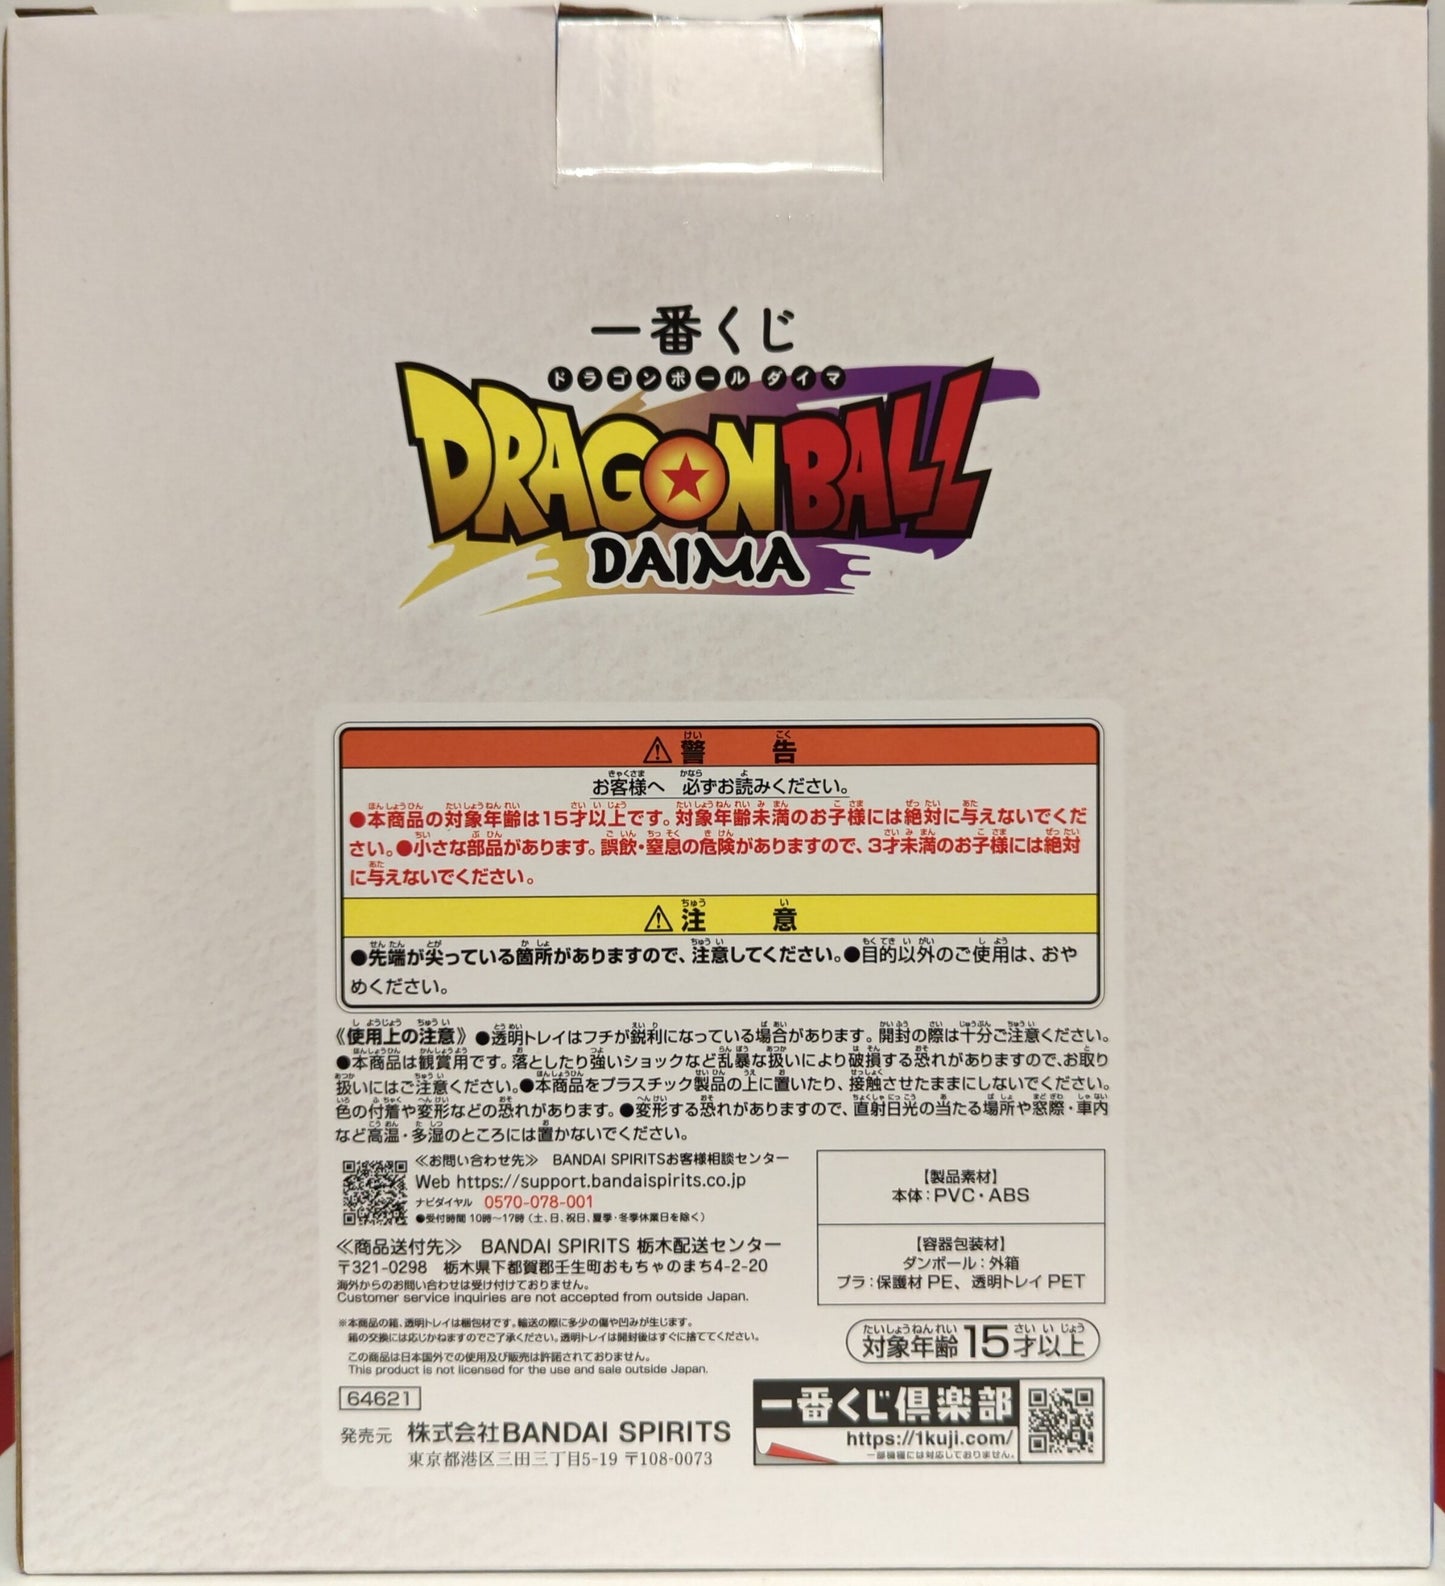 一番くじ
ドラゴンボール ダイマ
DRAGON BALL
DAIMA
⚠警告
お客様へ 必ずお読みください。
●本商品の対象年齢は15才以上です。対象年齢未満のお子様には絶対に与えないでくだ
さい。●小さな部品があります。誤飲・窒息の危険がありますので、3才未満のお子様には絶対
に与えないでください。
⚠注意
●先端が尖っている箇所がありますので、注意してください。●目的以外のご使用は、おや
めください。
《使用上の注意》●透明トレイはフチが鋭利になっている場合があります。開封の際は十分ご注意ください。
●本商品は観賞用です。落としたり強いショックなど乱暴な扱いにより破損する恐れがありますので、お取り
扱いにはご注意ください。●本商品をプラスチック製品の上に置いたり、接触させたままにしないでください。
色の付着や変形などの恐れがあります。●変形する恐れがありますので、直射日光の当たる場所や窓際・車内
など高温・多湿のところには置かないでください。
≪お問い合わせ先≫ BANDAI SPIRITSお客様相談センター
Web https://support.bandaispirits.co.jp
ナビダイヤル 0570-078-001
●受付時間 10時～17時 (土、日、祝日、夏季・冬季休業日を除く)
≪商品送付先≫ BANDAI SPIRITS 栃木配送センター
〒321-0298 栃木県下都賀郡壬生町おもちゃのまち4-2-20
海外からのお問い合わせは受け付けておりません。
Customer service inquiries are not accepted from outside Japan.
※本商品の箱、透明トレイは梱包材です。輸送の際に多少の傷や凹みが生じます。
箱の交換には応じかねますのでご了承ください。透明トレイは開封後はすぐに捨ててください。
この商品は日本国外での使用及び販売は許諾されておりません。
This product is not licensed for the use and sale outside Japan.
64621
発売元 株式会社BANDAI SPIRITS
東京都港区三田三丁目5-19 〒108-0073
【製品素材】
本体：PVC・ABS
【容器包装材】
ダンボール：外箱
プラ：保護材 PE、透明トレイ PET
対象年齢 15才以上
一番くじ倶楽部
https://1kuji.com/
一部機種には対応しておりません。